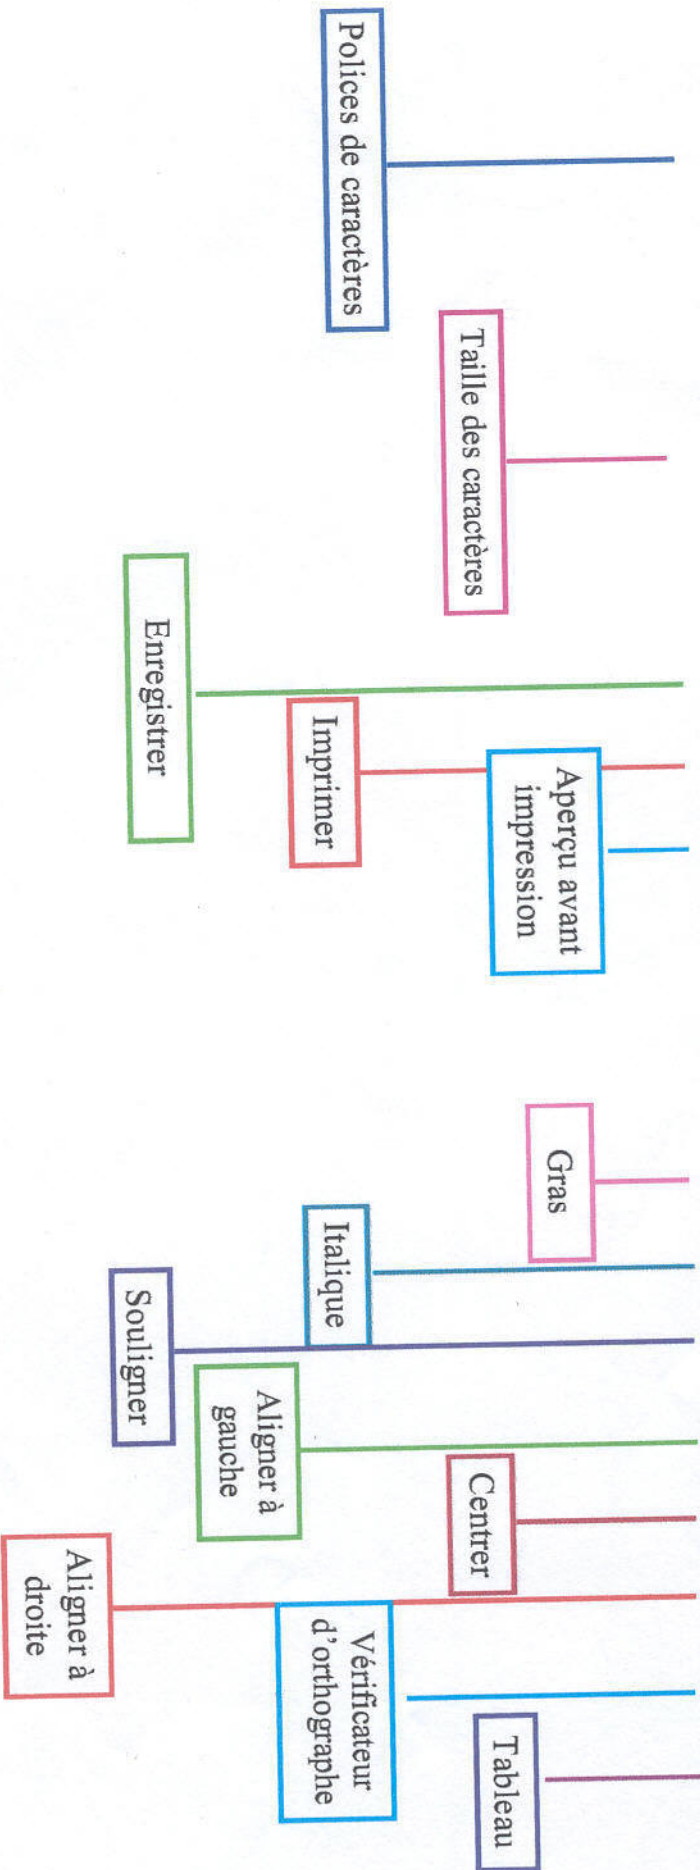 Polices de caractères
Taille des caractères
Enregistrer
Imprimer
Aperçu avant
impression
Gras
Italique
Souligner
Aligner à
gauche
Centrer
Aligner à
droite
Vérificateur
d'orthographe
Tableau